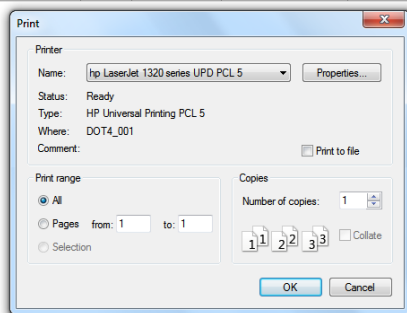 Print
Printer
Name: hp LaserJet 1320 series UPD PCL 5 Properties...
Status: Ready
Type: HP Universal Printing PCL 5
Where: DOT4_001
Comment: Print to file
Print range
All
Pages from: 1 to: 1
Selection
Copies
Number of copies: 1
1 1 2 2 3 3 Collate
OK Cancel